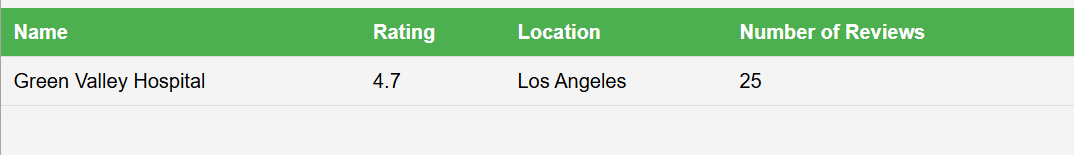 Name Rating Location Number of Reviews
Green Valley Hospital 4.7 Los Angeles 25